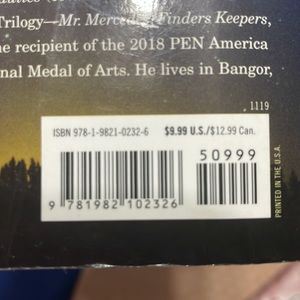 Trilogy—Mr. Mercedes, Finders Keepers,
e recipient of the 2018 PEN America
nal Medal of Arts. He lives in Bangor,
1119
ISBN 978-1-9821-0232-6 $9.99 U.S./$12.99 Can.
50999
9 781982 102326
PRINTED IN THE U.S.A.